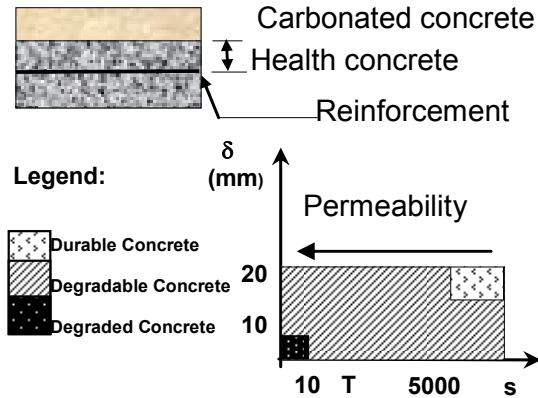 Carbonated concrete
Health concrete
Reinforcement
Legend:
Durable Concrete
Degradable Concrete
Degraded Concrete
δ
(mm)
Permeability
20
10
10 T 5000 s